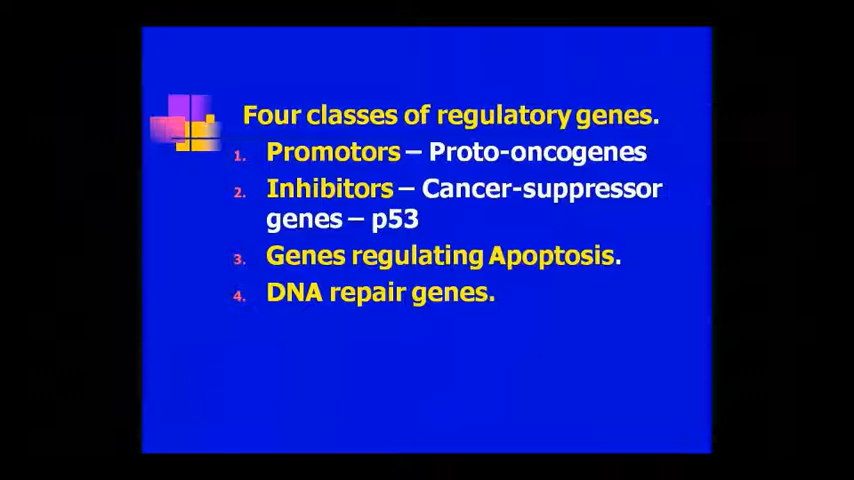 Four classes of regulatory genes.
1. Promotors – Proto-oncogenes
2. Inhibitors – Cancer-suppressor
genes – p53
3. Genes regulating Apoptosis.
4. DNA repair genes.